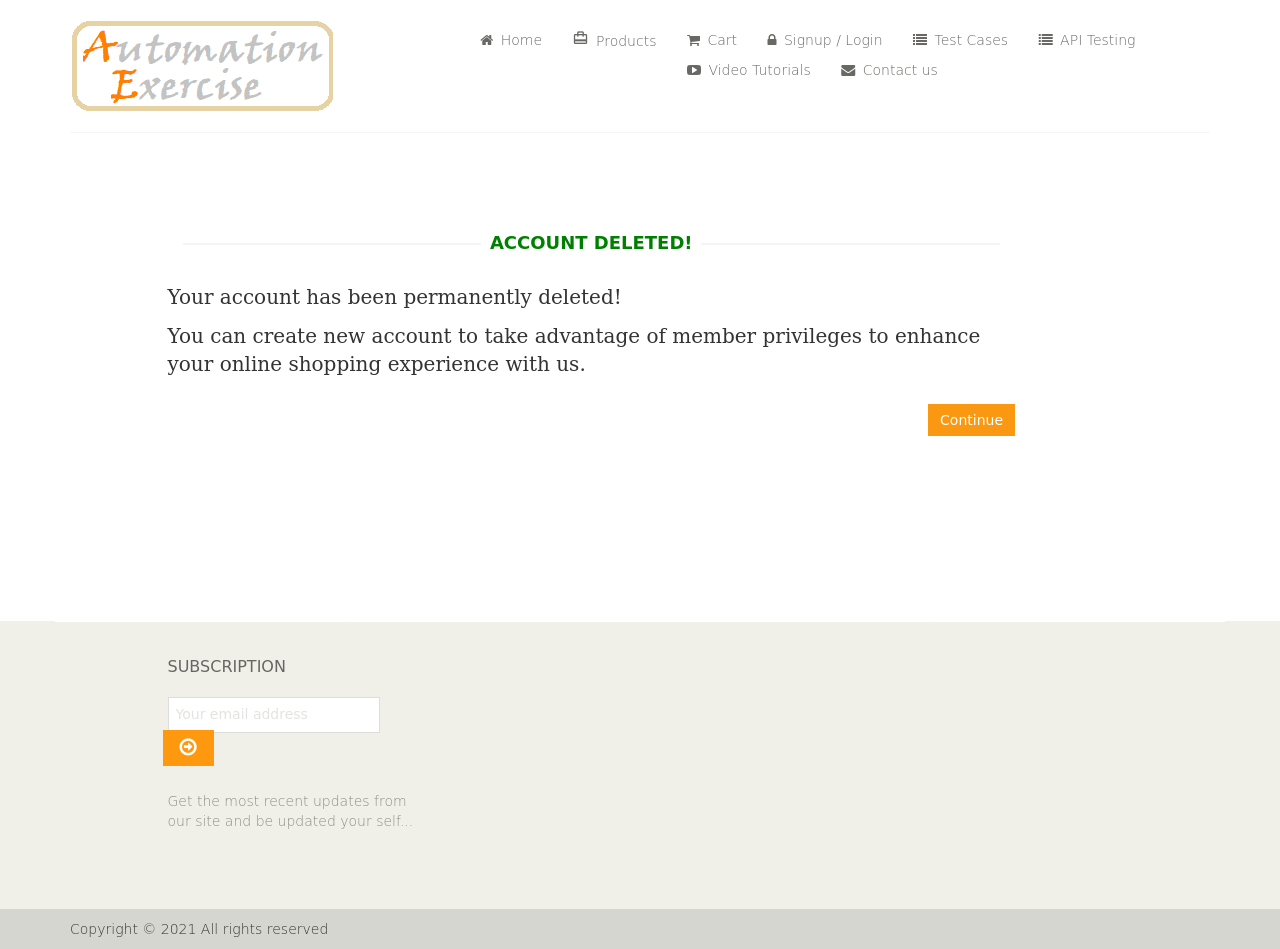 Automation
Exercise
Home Products Cart Signup / Login Test Cases API Testing
Video Tutorials Contact us
ACCOUNT DELETED!
Your account has been permanently deleted!
You can create new account to take advantage of member privileges to enhance
your online shopping experience with us.
Continue
SUBSCRIPTION
Your email address
Get the most recent updates from
our site and be updated your self...
Copyright © 2021 All rights reserved